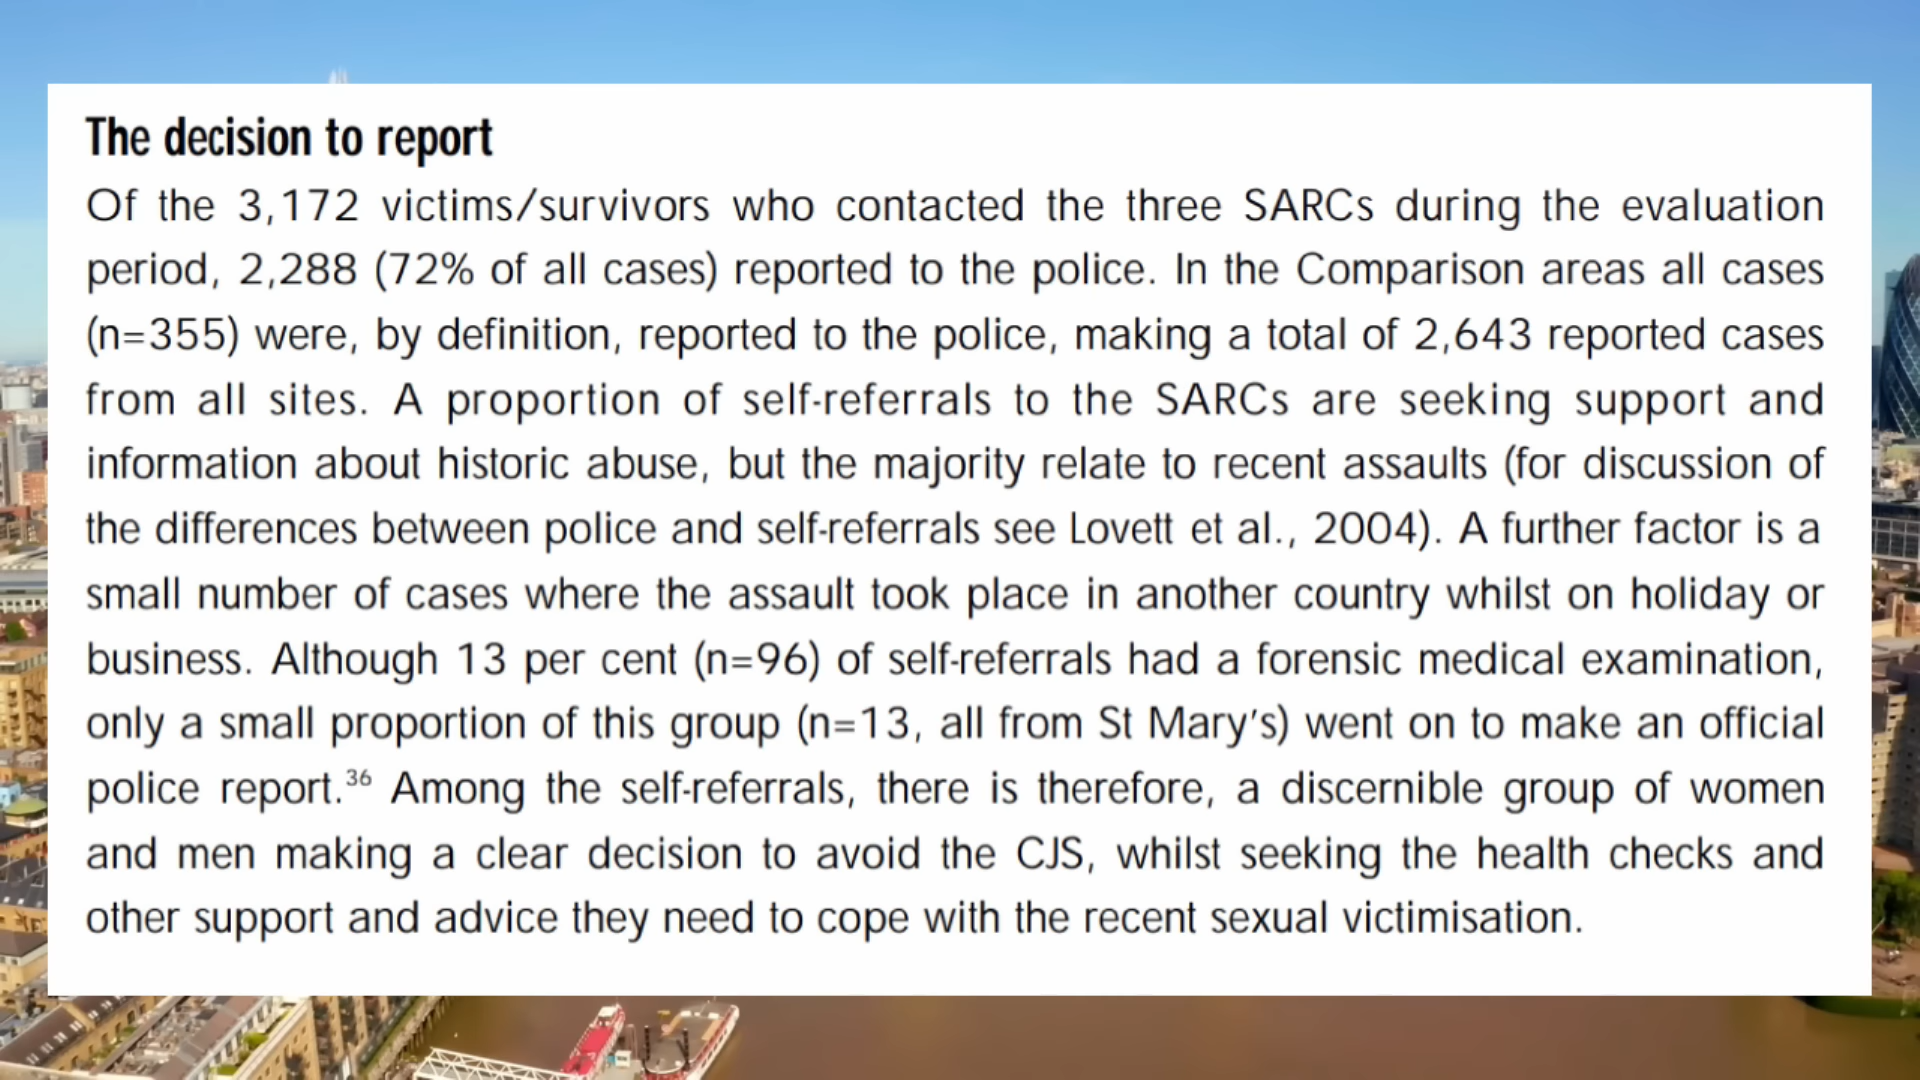 The decision to report
Of the 3,172 victims/survivors who contacted the three SARCs during the evaluation
period, 2,288 (72% of all cases) reported to the police. In the Comparison areas all cases
(n=355) were, by definition, reported to the police, making a total of 2,643 reported cases
from all sites. A proportion of self-referrals to the SARCs are seeking support and
information about historic abuse, but the majority relate to recent assaults (for discussion of
the differences between police and self-referrals see Lovett et al., 2004). A further factor is a
small number of cases where the assault took place in another country whilst on holiday or
business. Although 13 per cent (n=96) of self-referrals had a forensic medical examination,
only a small proportion of this group (n=13, all from St Mary's) went on to make an official
police report.³⁶ Among the self-referrals, there is therefore, a discernible group of women
and men making a clear decision to avoid the CJS, whilst seeking the health checks and
other support and advice they need to cope with the recent sexual victimisation.